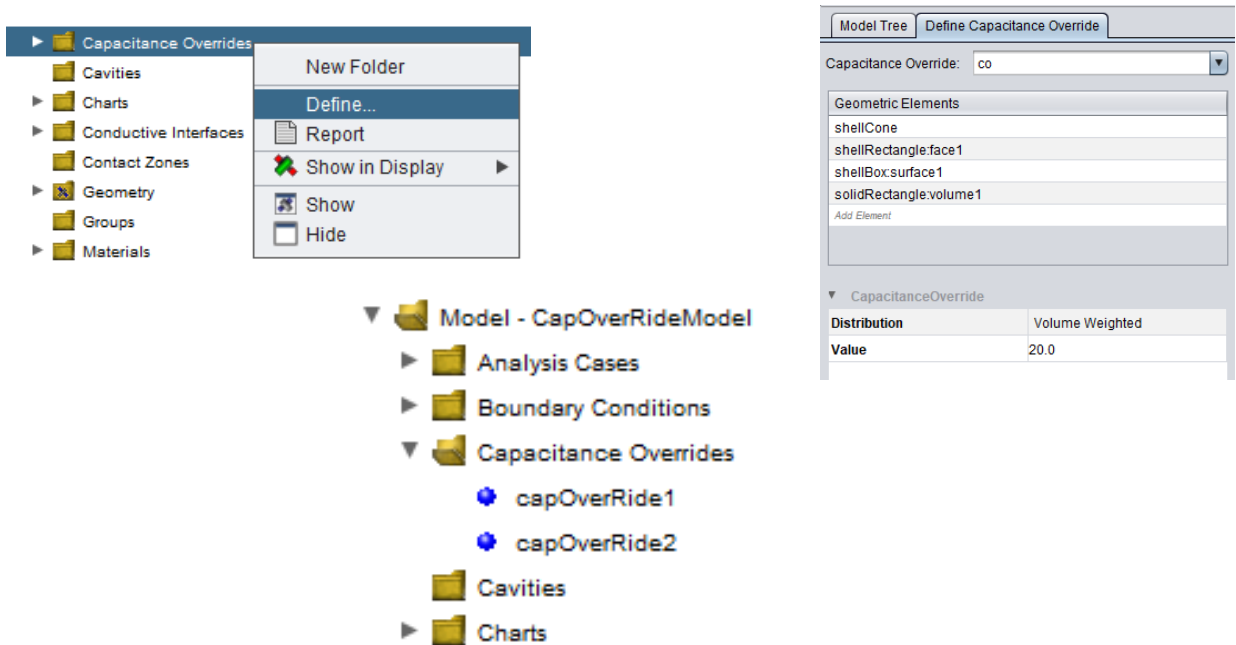 Capacitance Overrides
Cavities
Charts
Conductive Interfaces
Contact Zones
Geometry
Groups
Materials
New Folder
Define...
Report
Show in Display
Show
Hide
Model Tree Define Capacitance Override
Capacitance Override: co
Geometric Elements
shellCone
shellRectangle:face1
shellBox:surface1
solidRectangle:volume1
Add Element
CapacitanceOverride
Distribution Volume Weighted
Value 20.0
Model - CapOverRideModel
Analysis Cases
Boundary Conditions
Capacitance Overrides
capOverRide1
capOverRide2
Cavities
Charts